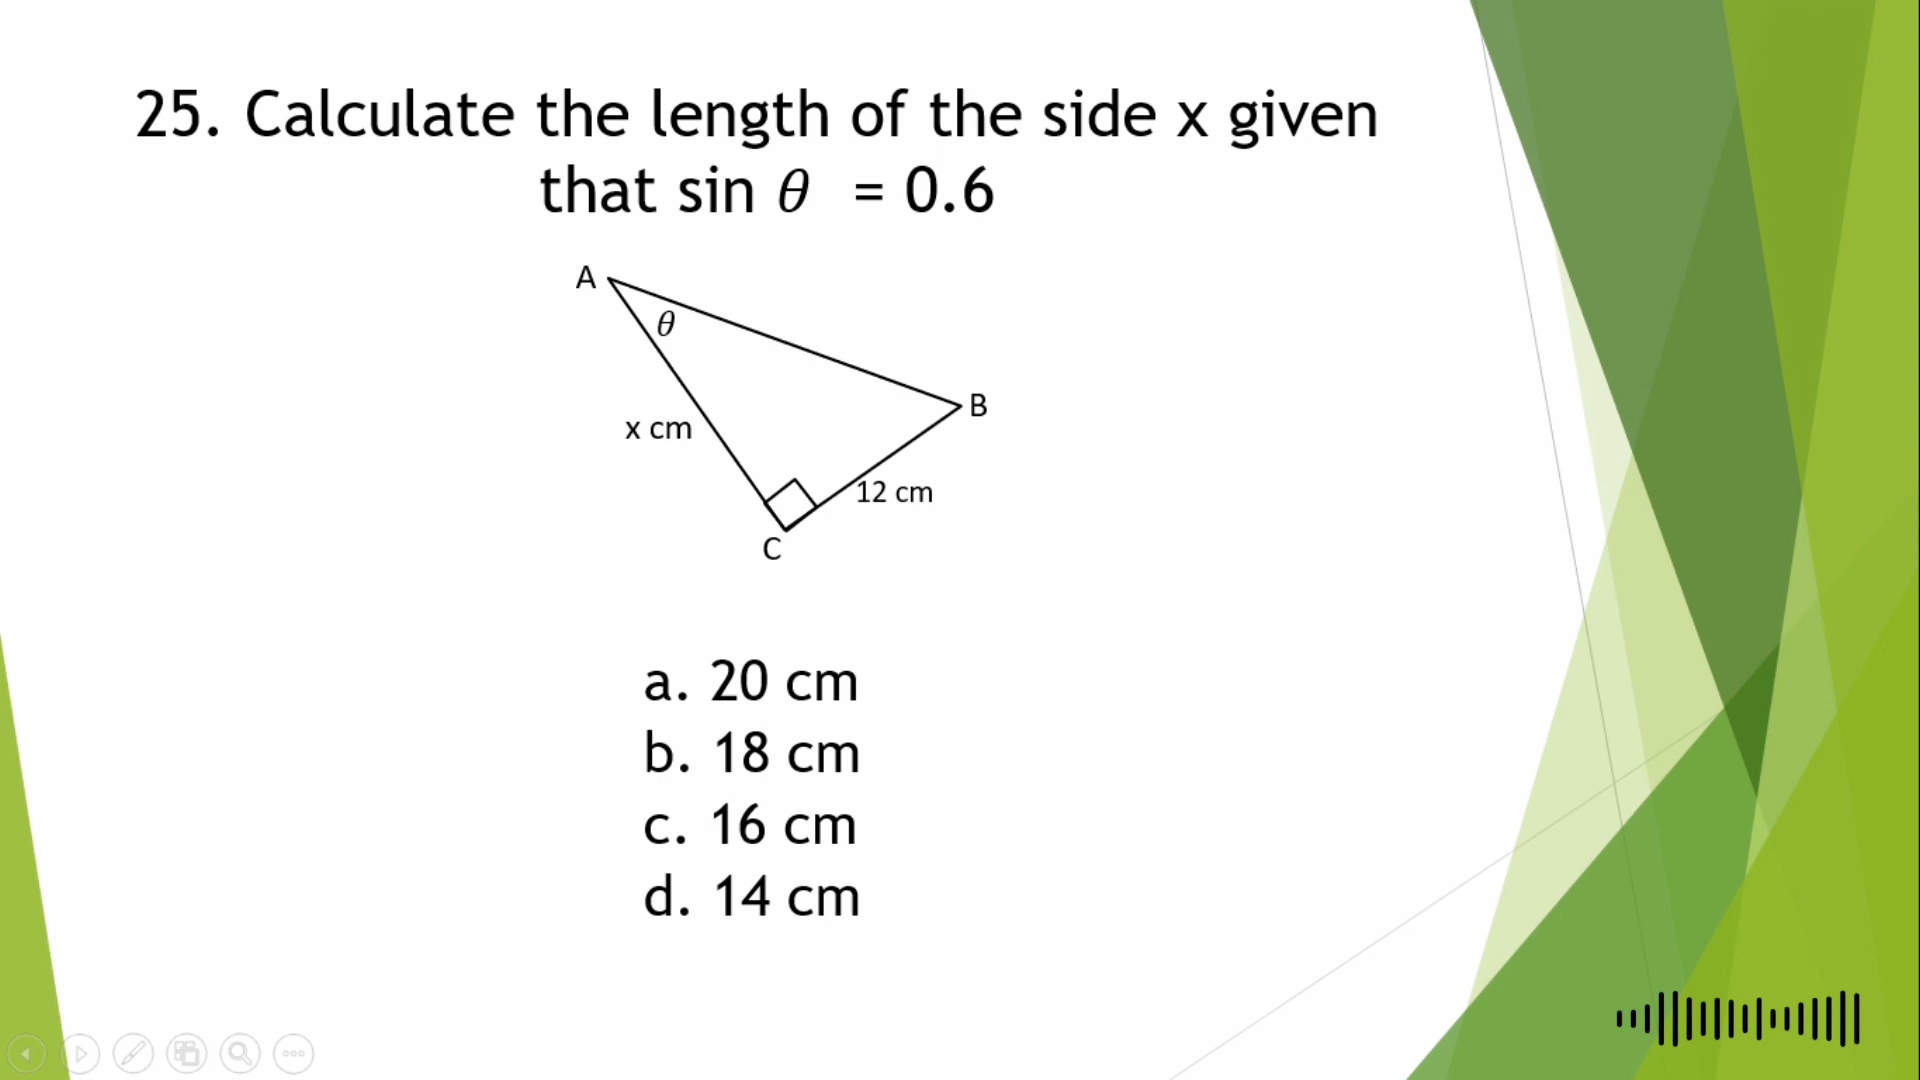 25. Calculate the length of the side x given
that sin θ = 0.6
A
θ
B
x cm
12 cm
C
a. 20 cm
b. 18 cm
c. 16 cm
d. 14 cm